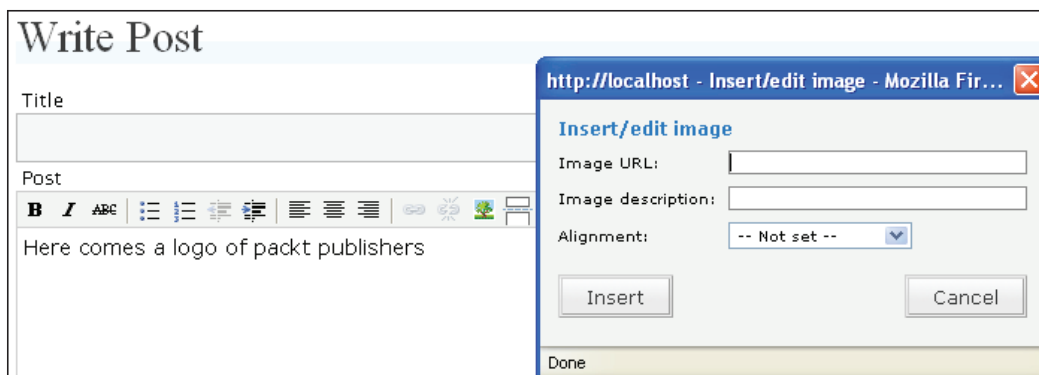 Write Post
Title
Post
B I ABC
Here comes a logo of packt publishers
http://localhost - Insert/edit image - Mozilla Fir...
Insert/edit image
Image URL:
Image description:
Alignment: -- Not set --
Insert Cancel
Done